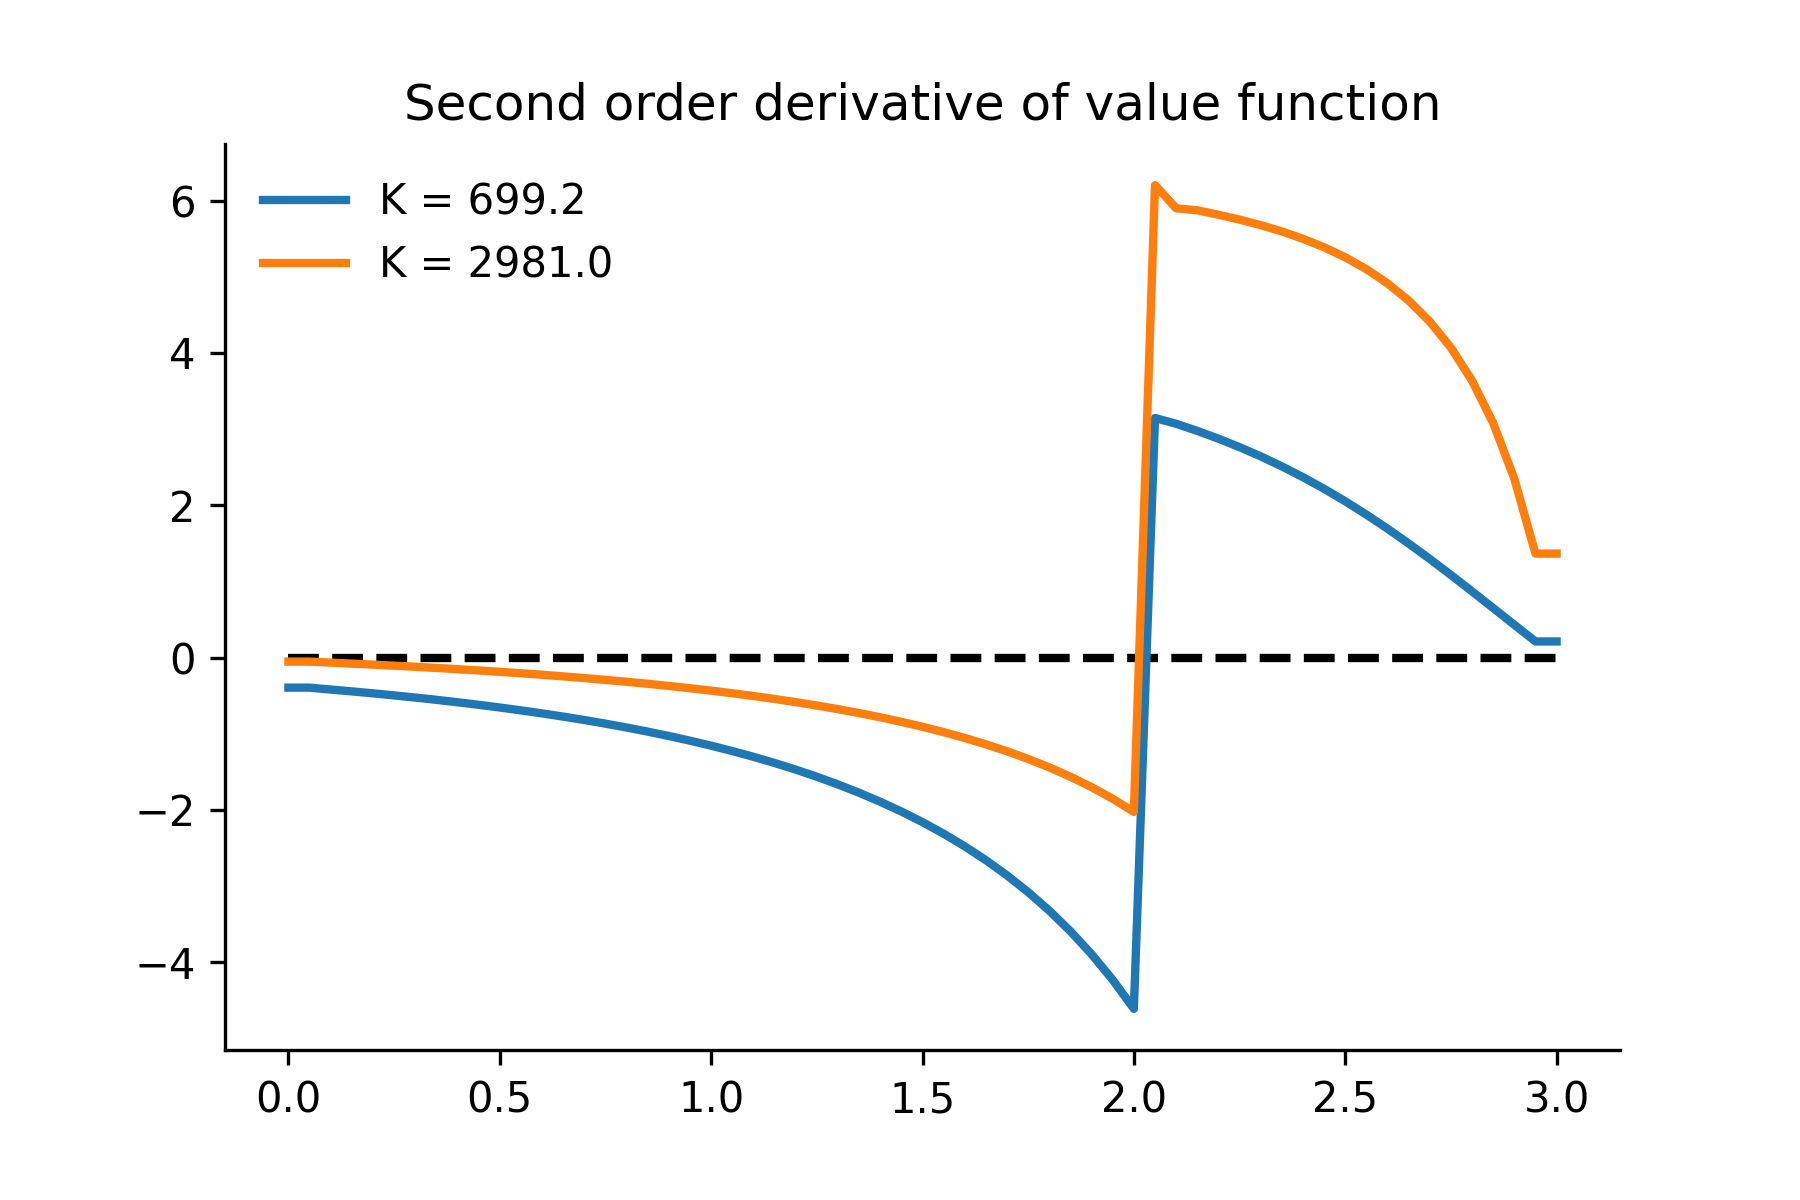 Second order derivative of value function
K = 699.2
K = 2981.0
6
4
2
0
−2
−4
0.0 0.5 1.0 1.5 2.0 2.5 3.0